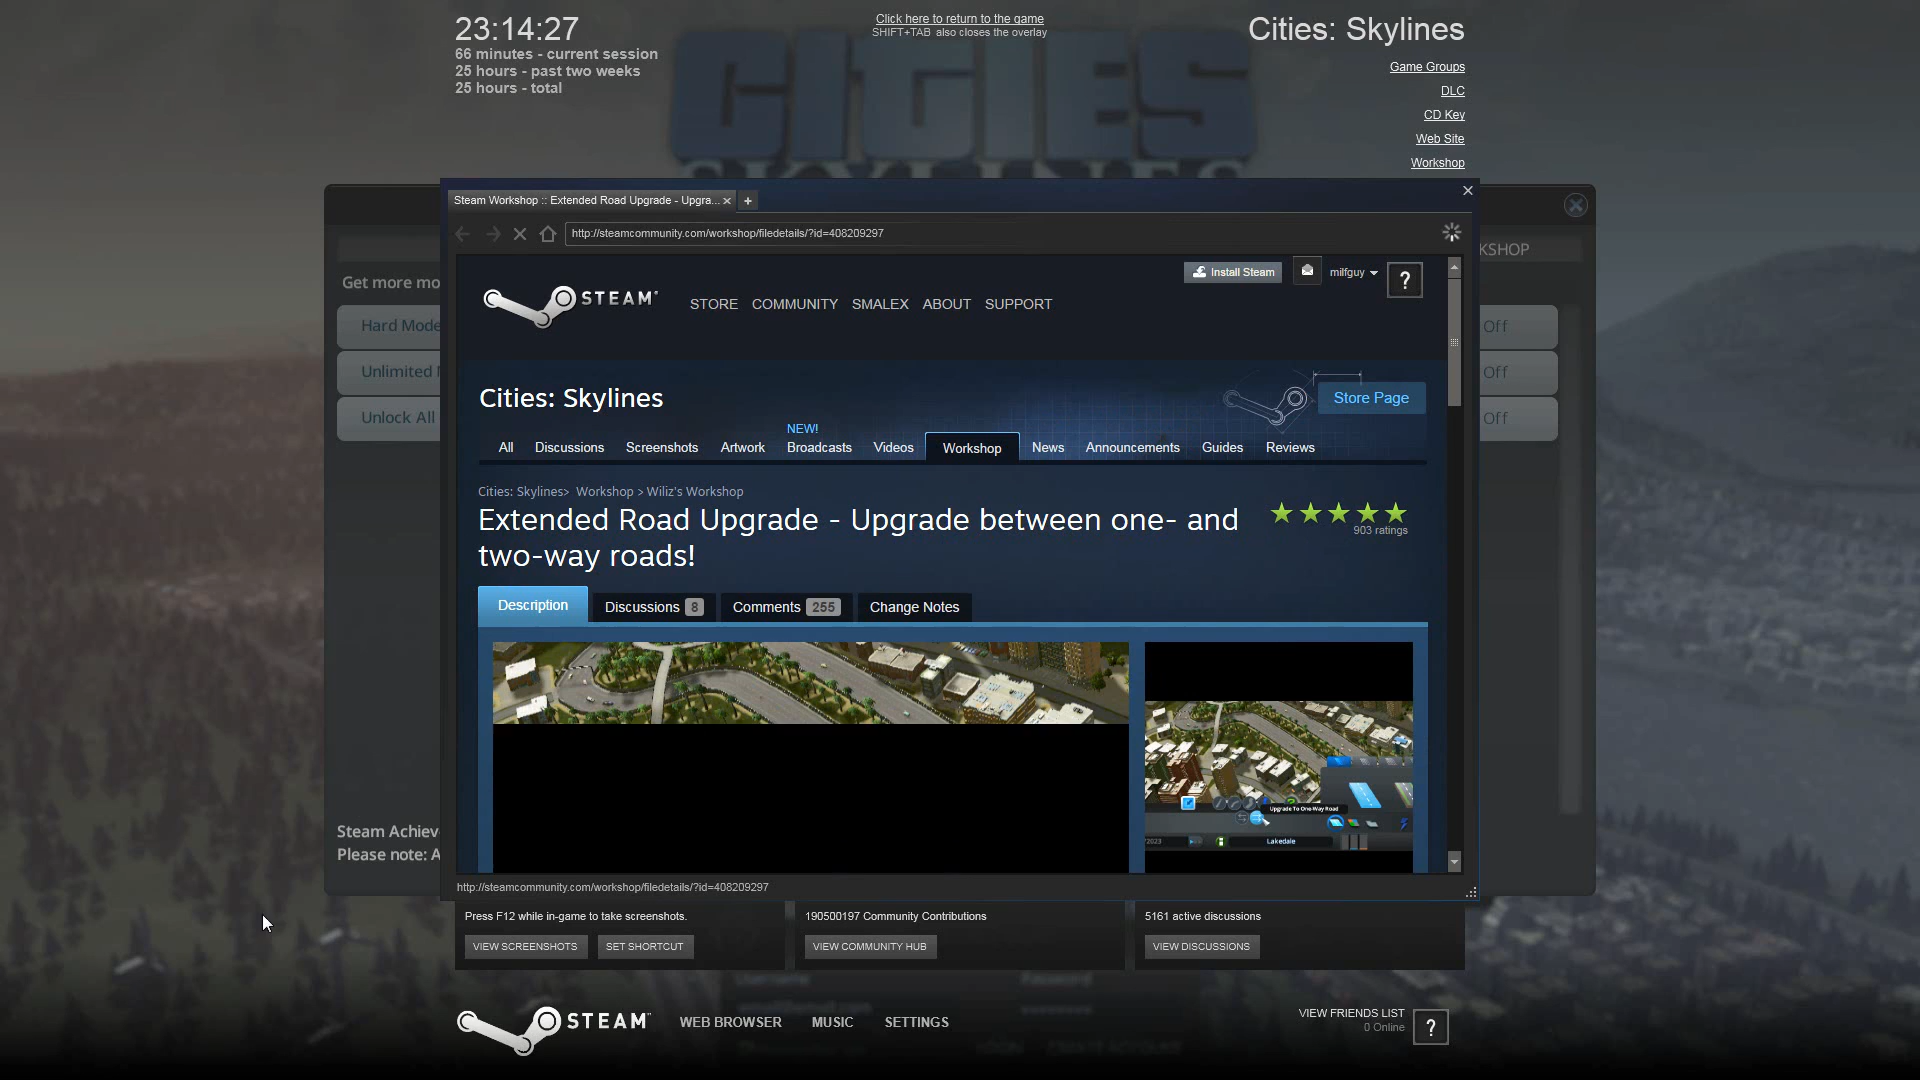 23:14:27
66 minutes - current session
25 hours - past two weeks
25 hours - total
Click here to return to the game
SHIFT+TAB also closes the overlay
Cities: Skylines
Game Groups
DLC
CD Key
Web Site
Workshop
CITIES
SKYLINES
Steam Workshop :: Extended Road Upgrade - Upgra...
http://steamcommunity.com/workshop/filedetails/?id=408209297
KSHOP
Get more mo
Hard Mode
Unlimited
Unlock All
Off
Off
Off
Steam Achiev
Please note: A
Install Steam
milfguy
?
STEAM
STORE COMMUNITY SMALEX ABOUT SUPPORT
Cities: Skylines
Store Page
NEW!
All Discussions Screenshots Artwork Broadcasts Videos Workshop News Announcements Guides Reviews
Cities: Skylines> Workshop > Wiliz's Workshop
Extended Road Upgrade - Upgrade between one- and
two-way roads!
903 ratings
Description Discussions 8 Comments 255 Change Notes
Upgrade To One-Way Road
Lakedale
http://steamcommunity.com/workshop/filedetails/?id=408209297
Press F12 while in-game to take screenshots.
VIEW SCREENSHOTS SET SHORTCUT
190500197 Community Contributions
VIEW COMMUNITY HUB
5161 active discussions
VIEW DISCUSSIONS
STEAM
WEB BROWSER MUSIC SETTINGS
VIEW FRIENDS LIST
0 Online
?